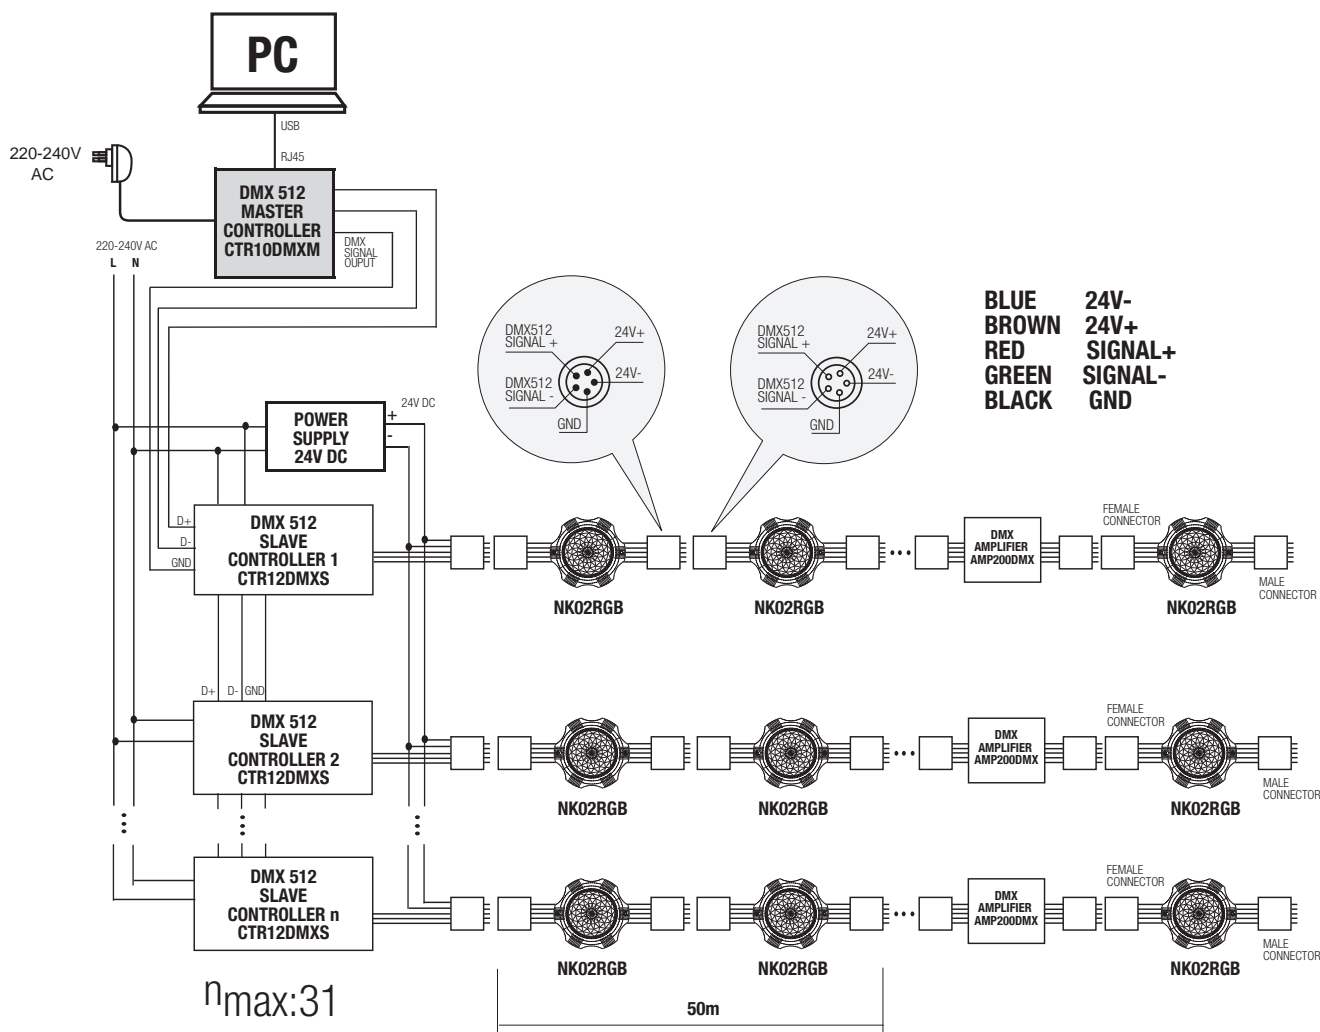 PC
USB
RJ45
220-240V
AC
DMX 512
MASTER
CONTROLLER
CTR10DMXM
DMX
SIGNAL
OUPUT
220-240V AC
L N
DMX512
SIGNAL +
24V+
DMX512
SIGNAL -
24V-
GND
DMX512
SIGNAL +
24V+
DMX512
SIGNAL -
24V-
GND
BLUE 24V-
BROWN 24V+
RED SIGNAL+
GREEN SIGNAL-
BLACK GND
POWER
SUPPLY
24V DC
+
-
24V DC
D+
D-
GND
DMX 512
SLAVE
CONTROLLER 1
CTR12DMXS
NK02RGB
NK02RGB
DMX
AMPLIFIER
AMP200DMX
FEMALE
CONNECTOR
NK02RGB
MALE
CONNECTOR
D+ D- GND
DMX 512
SLAVE
CONTROLLER 2
CTR12DMXS
NK02RGB
NK02RGB
DMX
AMPLIFIER
AMP200DMX
FEMALE
CONNECTOR
NK02RGB
MALE
CONNECTOR
DMX 512
SLAVE
CONTROLLER n
CTR12DMXS
NK02RGB
NK02RGB
DMX
AMPLIFIER
AMP200DMX
FEMALE
CONNECTOR
NK02RGB
MALE
CONNECTOR
nmax:31
50m